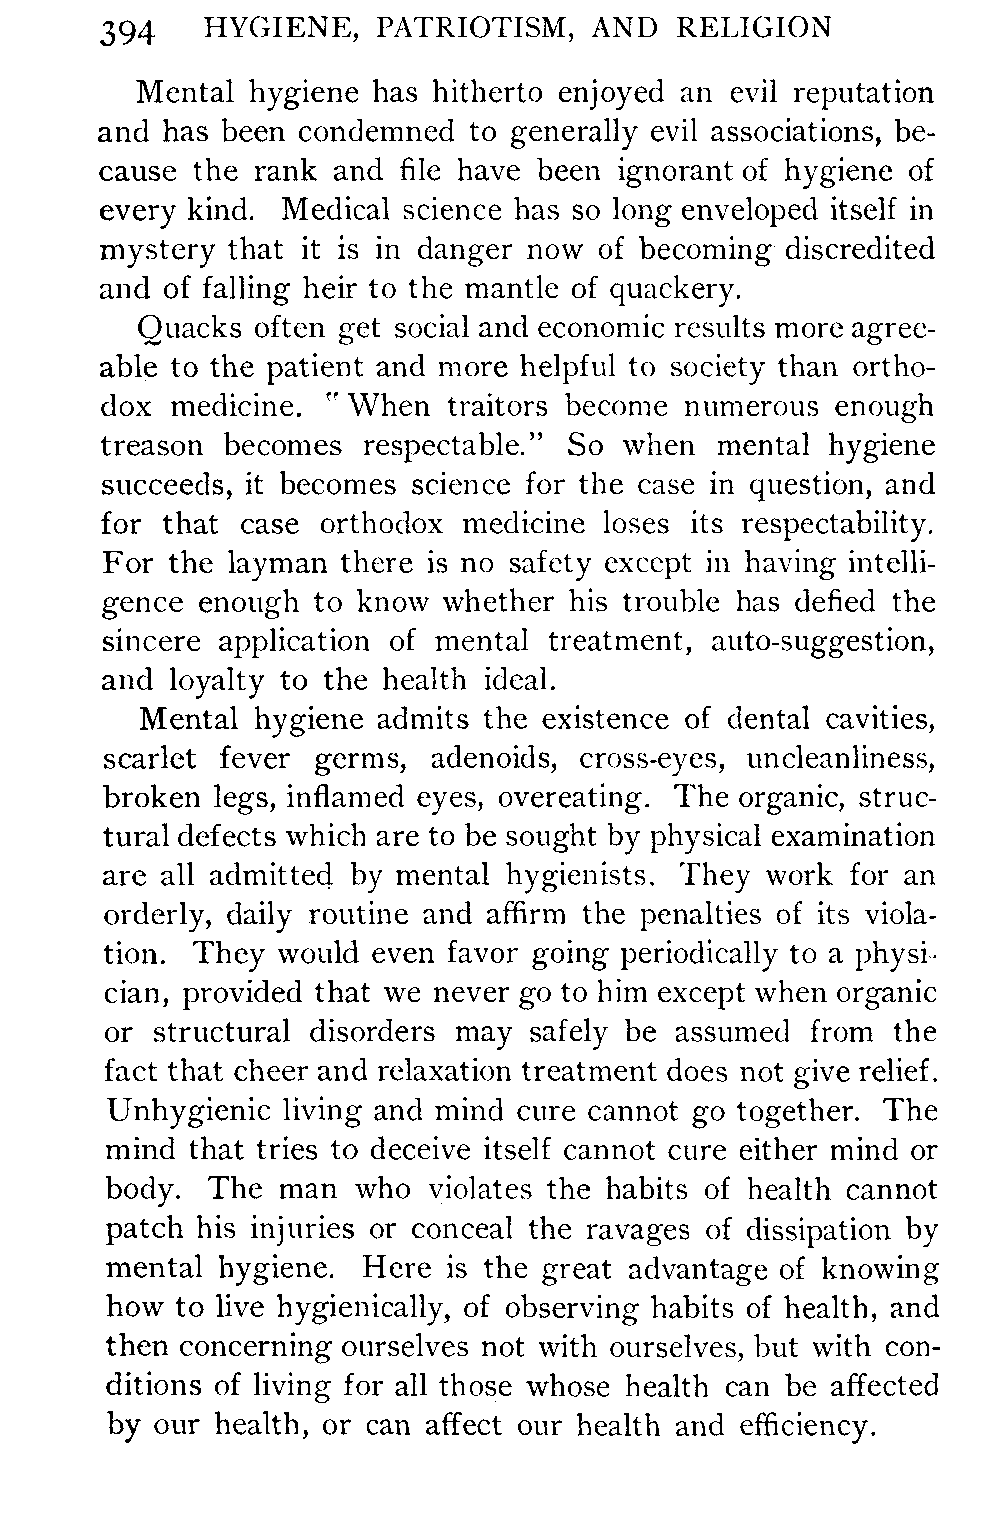 394 HYGIENE, PATRIOTISM, AND RELIGION
Mental hygiene has hitherto enjoyed an evil reputation
and has been condemned to generally evil associations, be-
cause the rank and file have been ignorant of hygiene of
every kind. Medical science has so long enveloped itself in
mystery that it is in danger now of becoming discredited
and of falling heir to the mantle of quackery.
Quacks often get social and economic results more agree-
able to the patient and more helpful to society than ortho-
dox medicine. "When traitors become numerous enough
treason becomes respectable." So when mental hygiene
succeeds, it becomes science for the case in question, and
for that case orthodox medicine loses its respectability.
For the layman there is no safety except in having intelli-
gence enough to know whether his trouble has defied the
sincere application of mental treatment, auto-suggestion,
and loyalty to the health ideal.
Mental hygiene admits the existence of dental cavities,
scarlet fever germs, adenoids, cross-eyes, uncleanliness,
broken legs, inflamed eyes, overeating. The organic, struc-
tural defects which are to be sought by physical examination
are all admitted by mental hygienists. They work for an
orderly, daily routine and affirm the penalties of its viola-
tion. They would even favor going periodically to a physi-
cian, provided that we never go to him except when organic
or structural disorders may safely be assumed from the
fact that cheer and relaxation treatment does not give relief.
Unhygienic living and mind cure cannot go together. The
mind that tries to deceive itself cannot cure either mind or
body. The man who violates the habits of health cannot
patch his injuries or conceal the ravages of dissipation by
mental hygiene. Here is the great advantage of knowing
how to live hygienically, of observing habits of health, and
then concerning ourselves not with ourselves, but with con-
ditions of living for all those whose health can be affected
by our health, or can affect our health and efficiency.